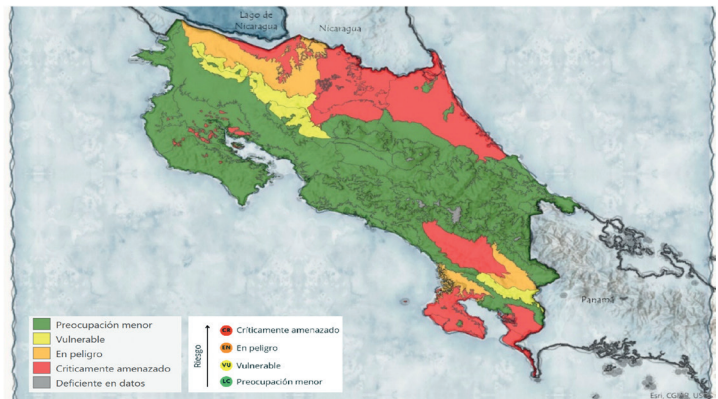 Lago de
Nicaragua
Nicaragua
Panamá
Preocupación menor
Vulnerable
En peligro
Criticamente amenazado
Deficiente en datos
Riesgo
CR Críticamente amenazado
EN En peligro
VU Vulnerable
LC Preocupación menor